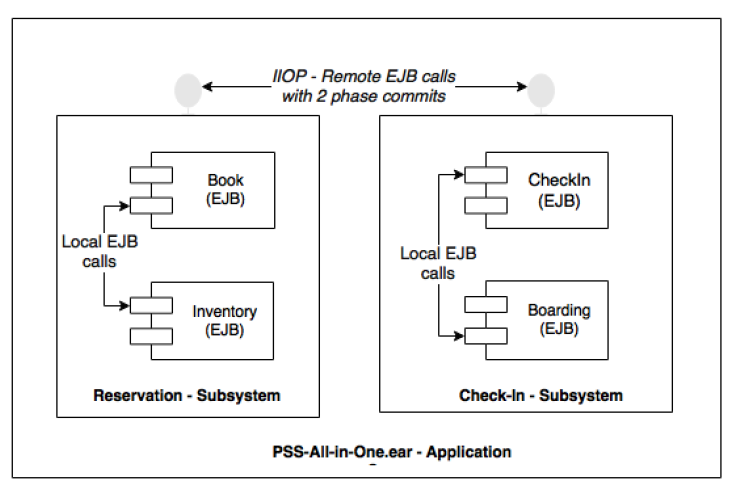 IIOP - Remote EJB calls
with 2 phase commits
Book
(EJB)
Local EJB
calls
Inventory
(EJB)
Reservation - Subsystem
CheckIn
(EJB)
Local EJB
calls
Boarding
(EJB)
Check-In - Subsystem
PSS-All-in-One.ear - Application